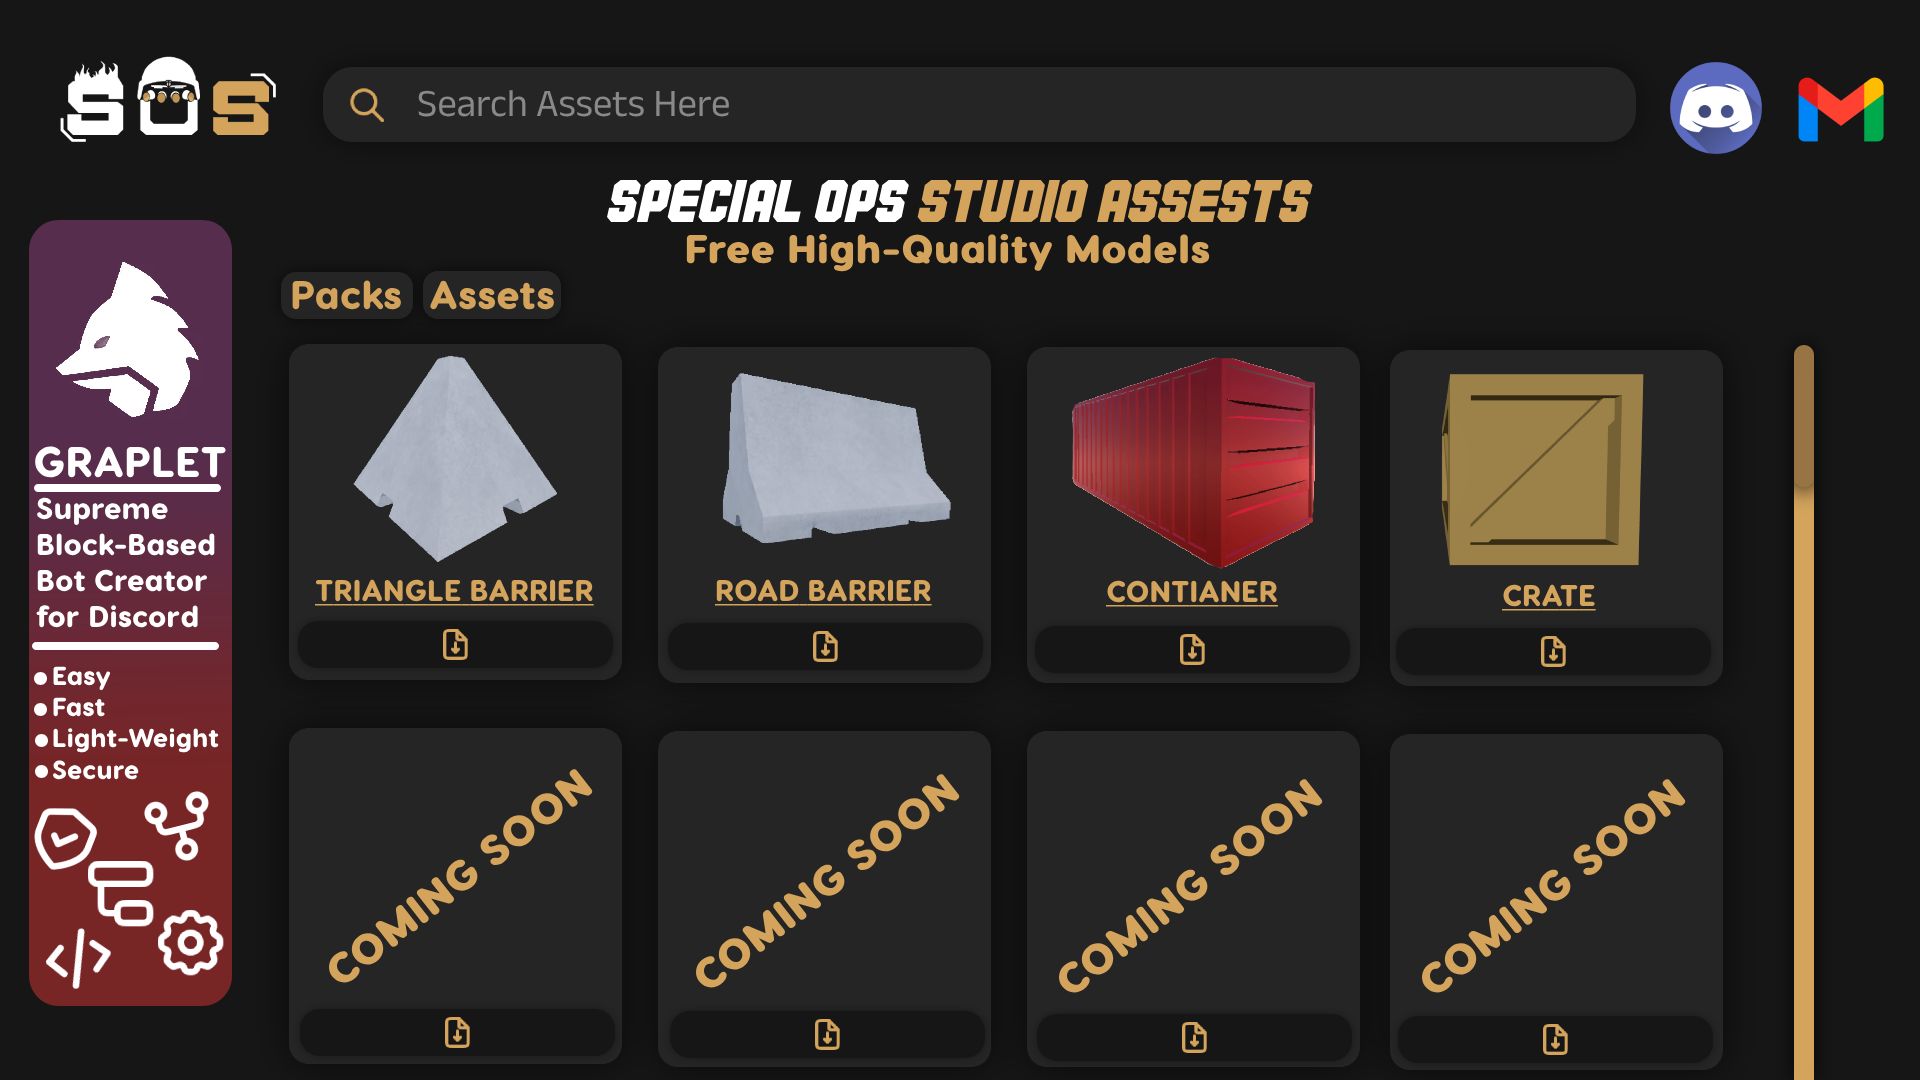 SOS
Search Assets Here
SPECIAL OPS STUDIO ASSESTS
Free High-Quality Models
Packs
Assets
GRAPLET
Supreme
Block-Based
Bot Creator
for Discord
Easy
Fast
Light-Weight
Secure
TRIANGLE BARRIER
ROAD BARRIER
CONTIANER
CRATE
COMING SOON
COMING SOON
COMING SOON
COMING SOON